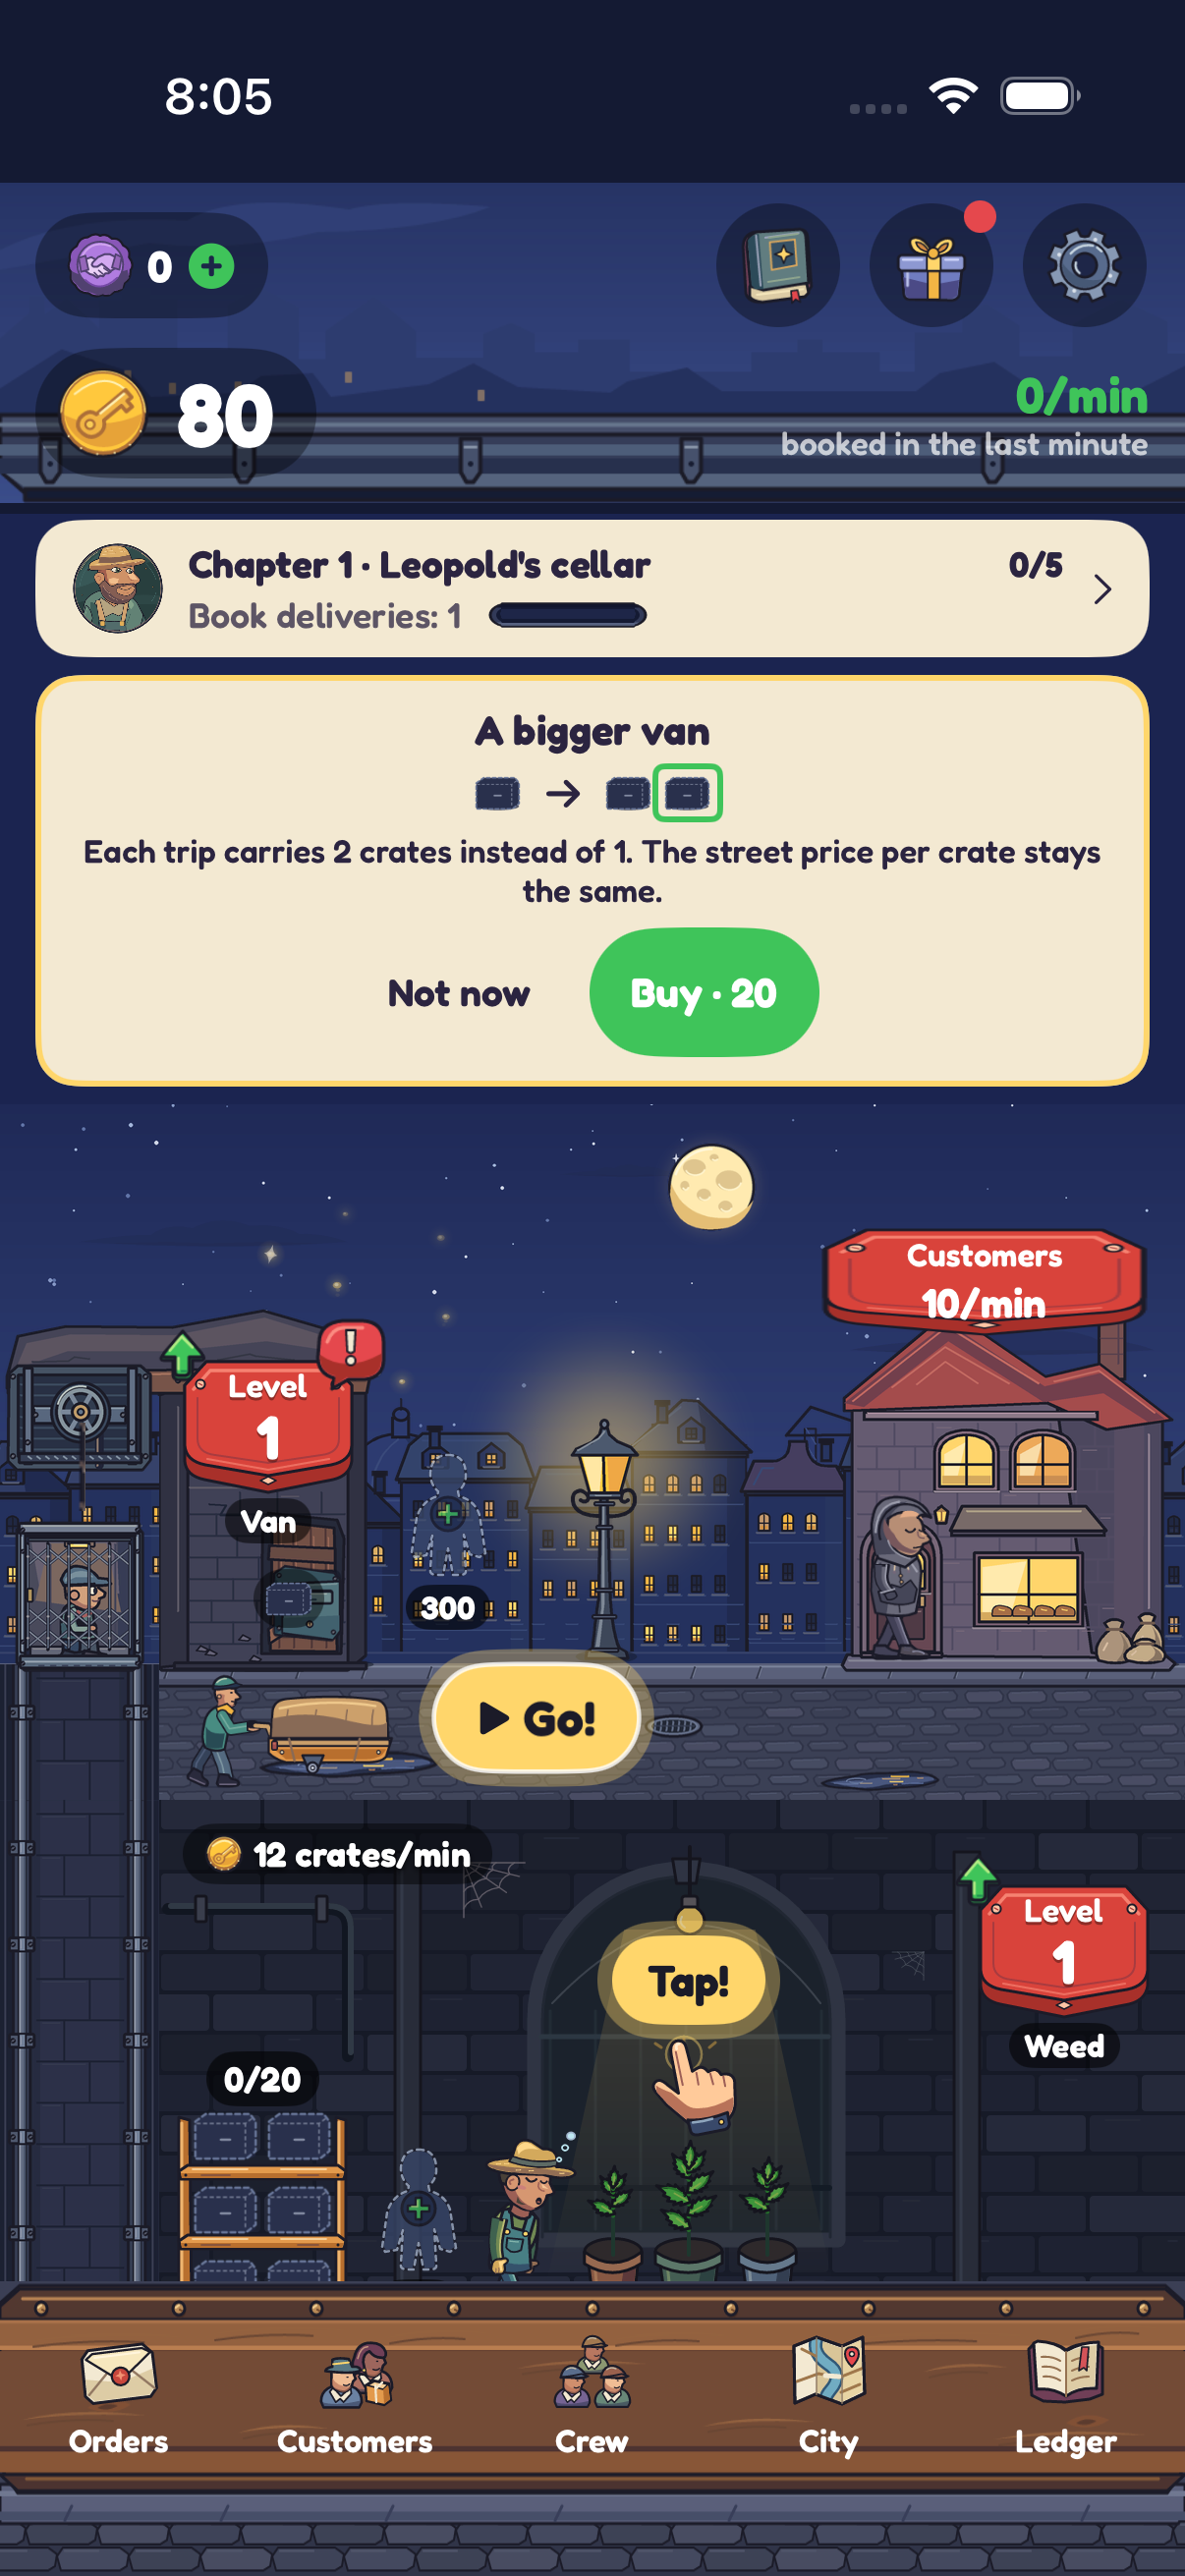 8:05
0
80
0/min
booked in the last minute
Chapter 1 · Leopold's cellar
0/5
Book deliveries: 1
A bigger van
Each trip carries 2 crates instead of 1. The street price per crate stays
the same.
Not now
Buy · 20
Customers
10/min
Level
1
Van
300
Go!
12 crates/min
Tap!
Level
1
Weed
0/20
Orders
Customers
Crew
City
Ledger